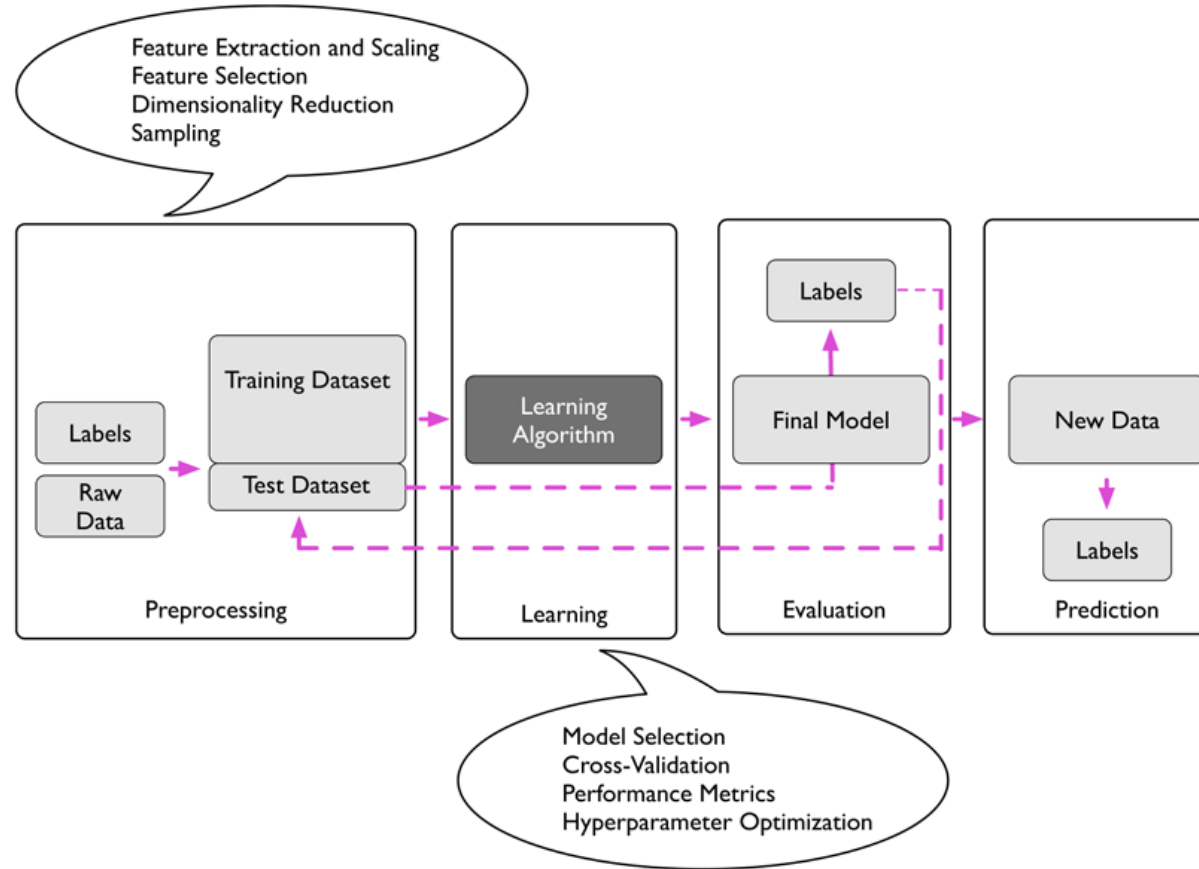 Feature Extraction and Scaling
Feature Selection
Dimensionality Reduction
Sampling
Labels
Raw
Data
Training Dataset
Test Dataset
Preprocessing
Learning
Algorithm
Learning
Labels
Final Model
Evaluation
New Data
Labels
Prediction
Model Selection
Cross-Validation
Performance Metrics
Hyperparameter Optimization